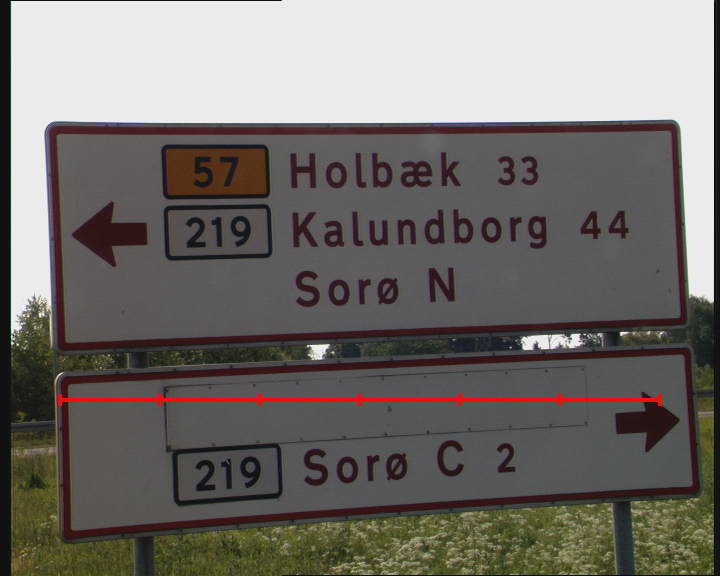 57 Holbæk 33
219 Kalundborg 44
Sorø N
219 Sorø C 2